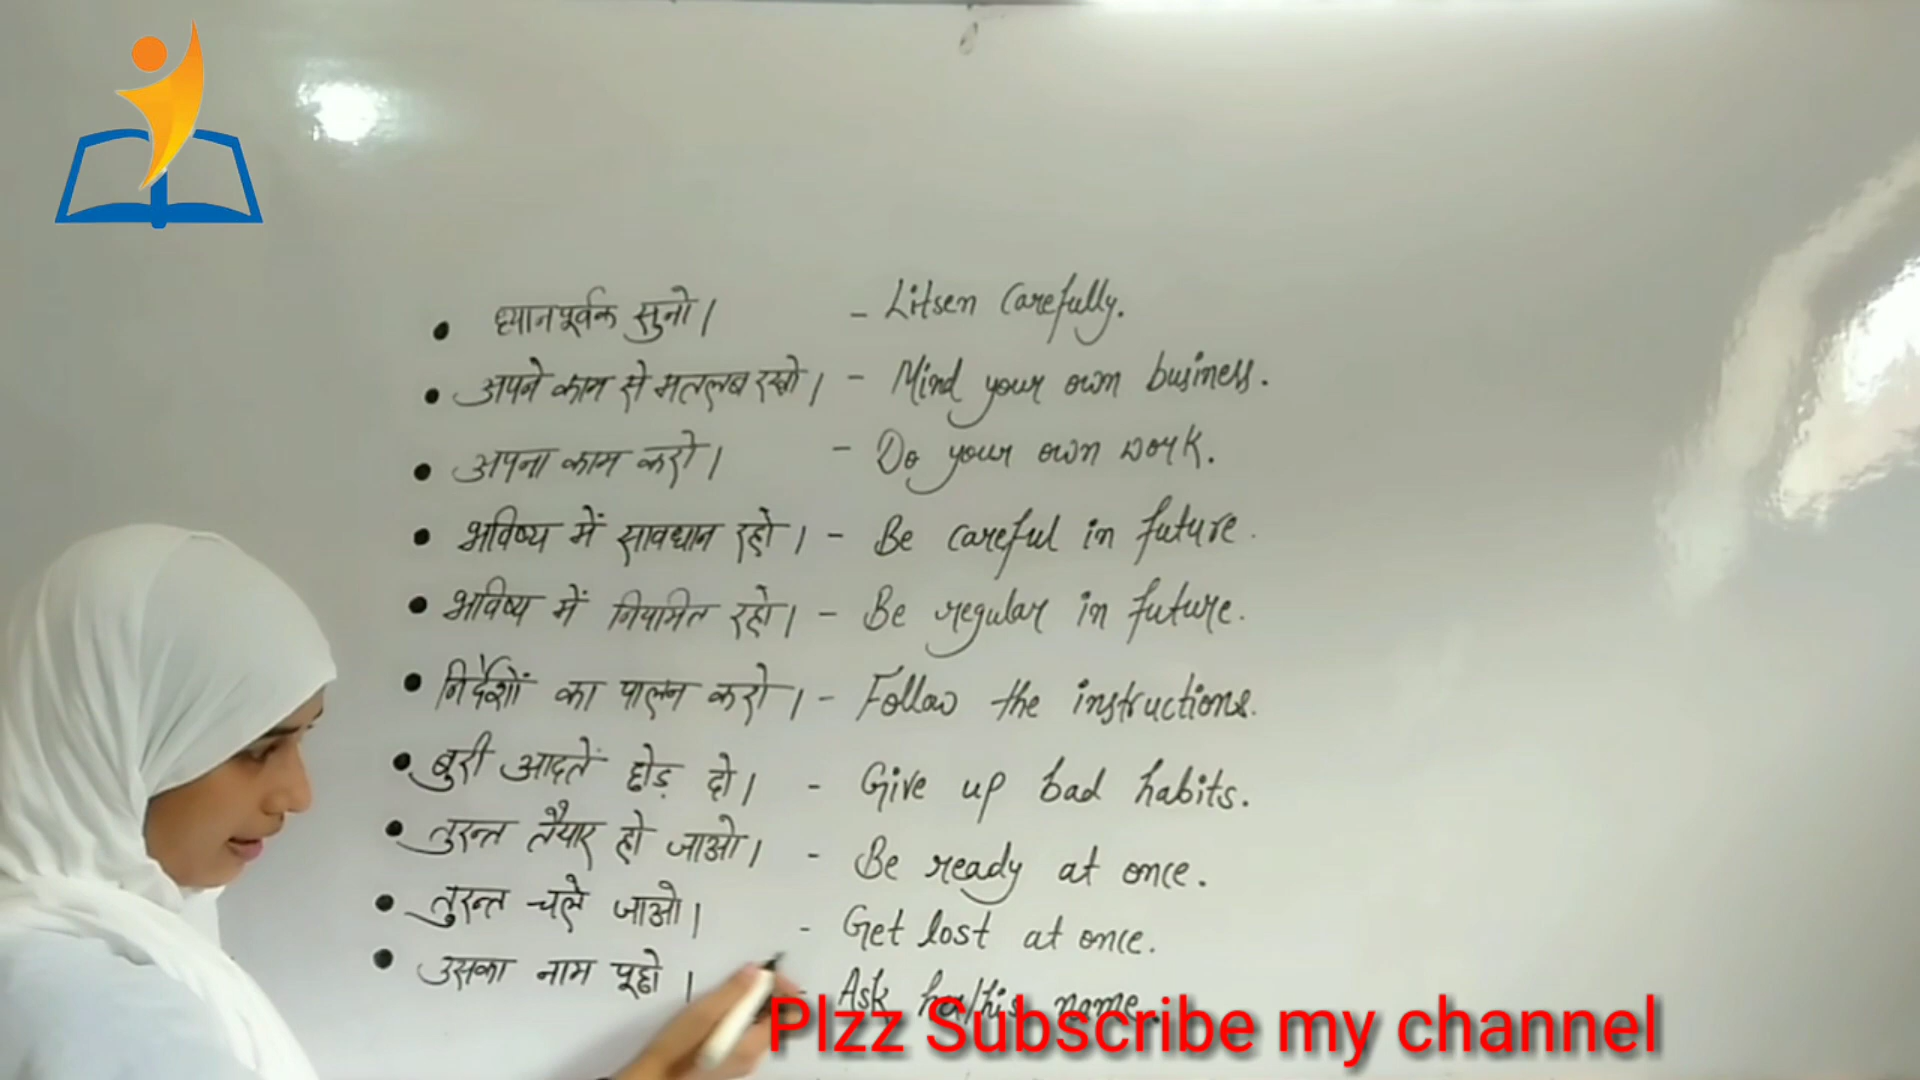 • ध्यानपूर्वक सुनो। - Litsen Carefully.
• अपने काम से मतलब रखो। - Mind your own business.
• अपना काम करो। - Do your own work.
• भविष्य में सावधान रहो। - Be careful in future.
• भविष्य में नियमित रहो। - Be regular in future.
• निर्देशों का पालन करो। - Follow the instructions.
• बुरी आदतें छोड़ दो। - Give up bad habits.
• तुरन्त तैयार हो जाओ। - Be ready at once.
• तुरन्त चले जाओ। - Get lost at once.
• उसका नाम पूछो। - Ask her/his name.
Plzz Subscribe my channel